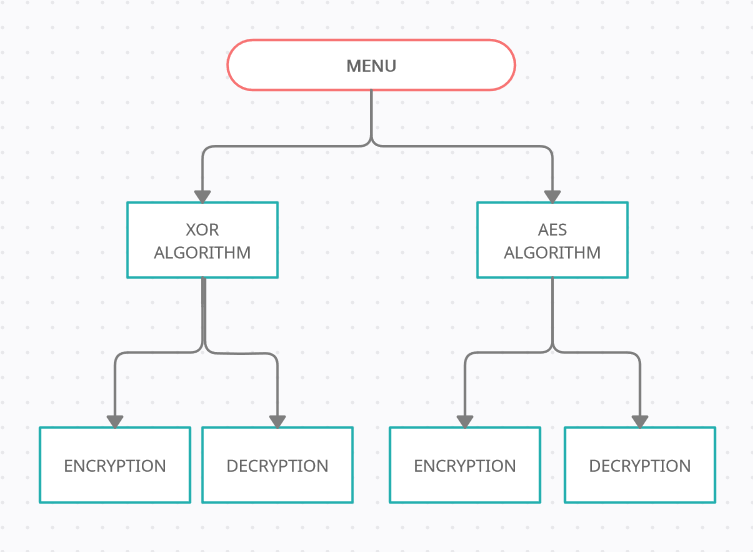 MENU
XOR
ALGORITHM
AES
ALGORITHM
ENCRYPTION
DECRYPTION
ENCRYPTION
DECRYPTION